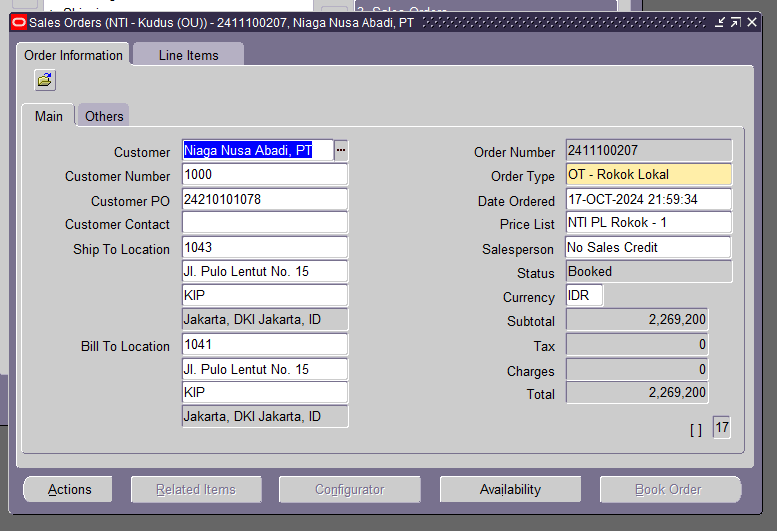 Sales Orders (NTI - Kudus (OU)) - 2411100207, Niaga Nusa Abadi, PT
Order Information
Line Items
Main
Others
Customer Niaga Nusa Abadi, PT ...
Customer Number 1000
Customer PO 24210101078
Customer Contact
Ship To Location 1043
Jl. Pulo Lentut No. 15
KIP
Jakarta, DKI Jakarta, ID
Bill To Location 1041
Jl. Pulo Lentut No. 15
KIP
Jakarta, DKI Jakarta, ID
Order Number 2411100207
Order Type OT - Rokok Lokal
Date Ordered 17-OCT-2024 21:59:34
Price List NTI PL Rokok - 1
Salesperson No Sales Credit
Status Booked
Currency IDR
Subtotal 2,269,200
Tax 0
Charges 0
Total 2,269,200
[ ] 17
Actions
Related Items
Configurator
Availability
Book Order